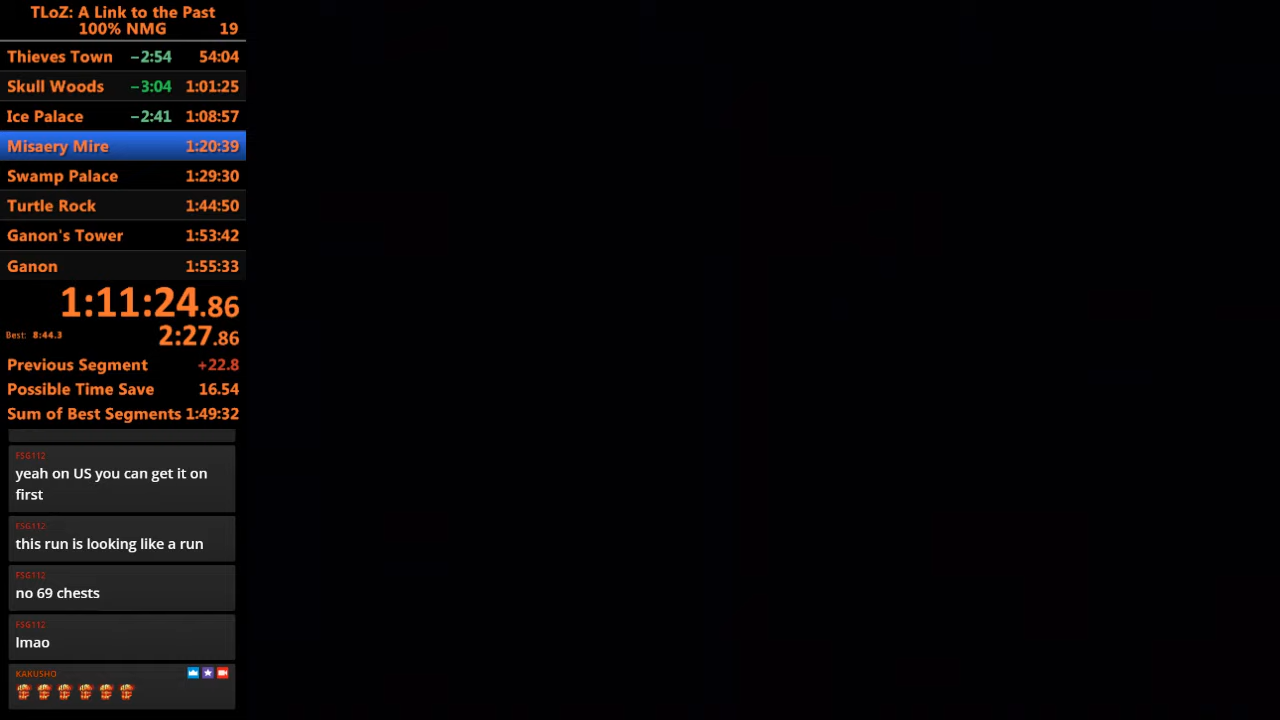 TLoZ: A Link to the Past
100% NMG 19
Thieves Town −2:54 54:04
Skull Woods −3:04 1:01:25
Ice Palace −2:41 1:08:57
Misaery Mire 1:20:39
Swamp Palace 1:29:30
Turtle Rock 1:44:50
Ganon's Tower 1:53:42
Ganon 1:55:33
1:11:24.86
Best: 8:44.3 2:27.86
Previous Segment +22.8
Possible Time Save 16.54
Sum of Best Segments 1:49:32
FSG112
yeah on US you can get it on
first
FSG112
this run is looking like a run
FSG112
no 69 chests
FSG112
lmao
KAKUSHO